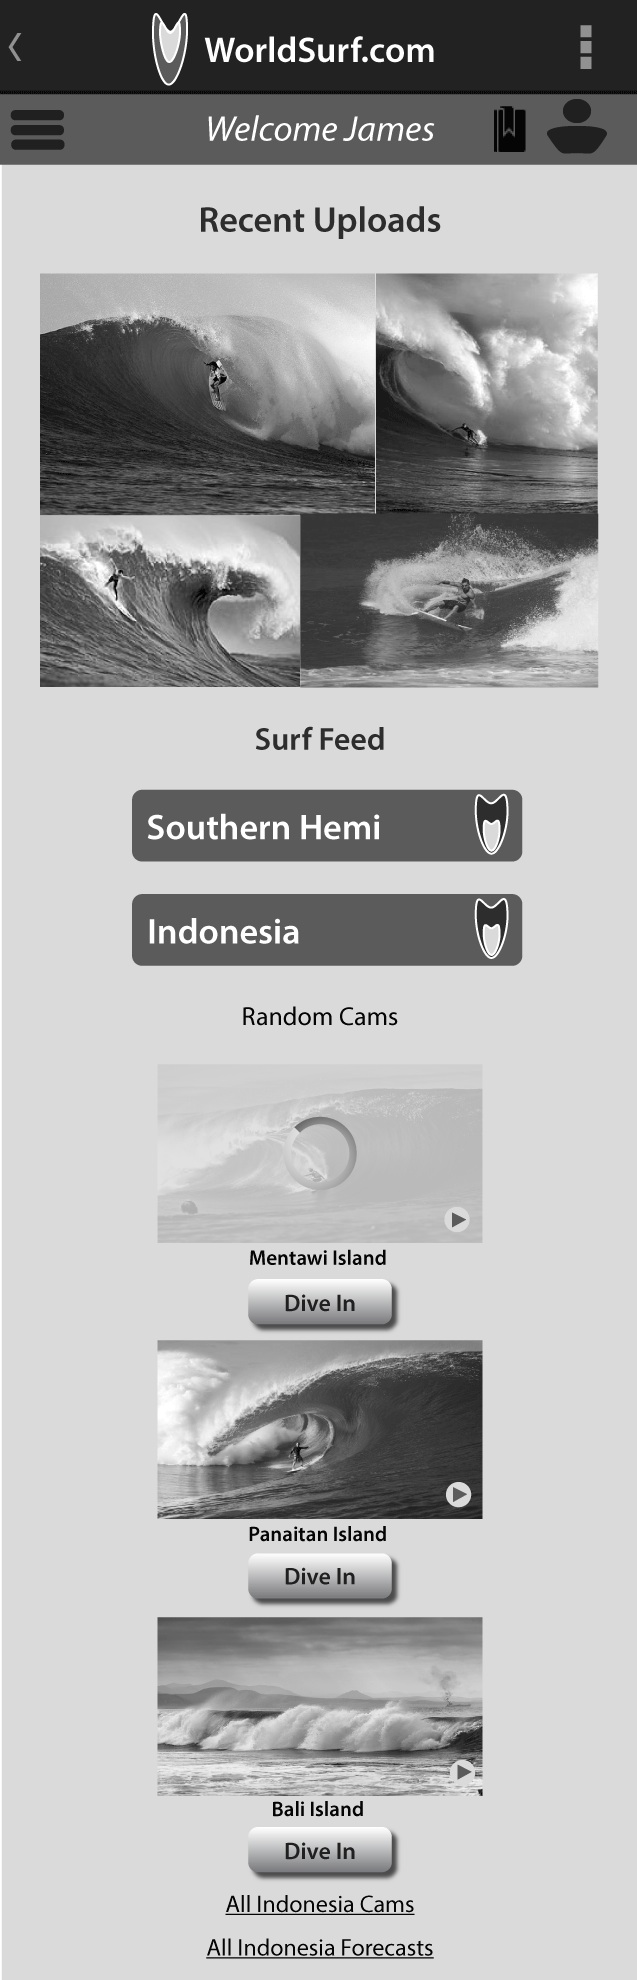 WorldSurf.com
Welcome James
Recent Uploads
Surf Feed
Southern Hemi
Indonesia
Random Cams
Mentawi Island
Dive In
Panaitan Island
Dive In
Bali Island
Dive In
All Indonesia Cams
All Indonesia Forecasts